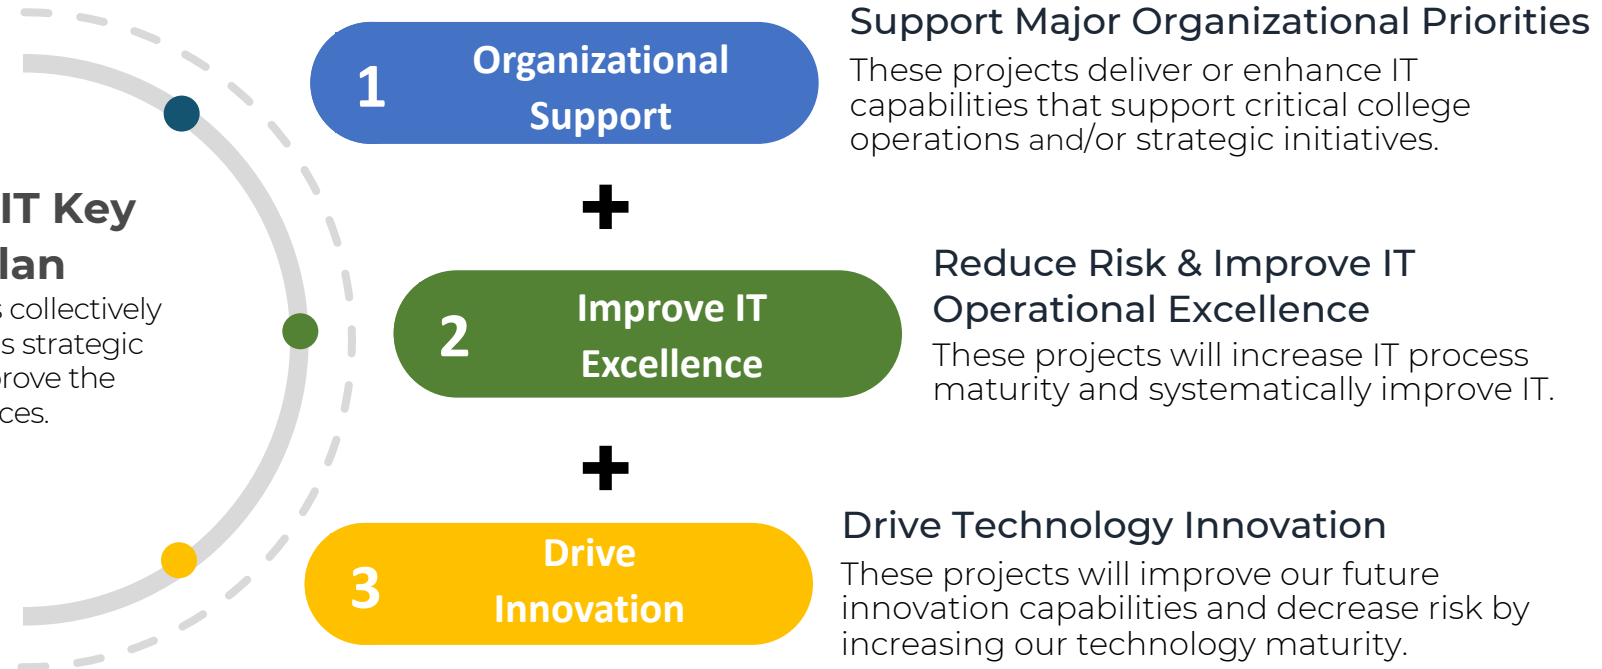 IT Key
lan
s collectively
s strategic
rove the
ces.
1
Organizational
Support
Support Major Organizational Priorities
These projects deliver or enhance IT
capabilities that support critical college
operations and/or strategic initiatives.
+
2
Improve IT
Excellence
Reduce Risk & Improve IT
Operational Excellence
These projects will increase IT process
maturity and systematically improve IT.
+
3
Drive
Innovation
Drive Technology Innovation
These projects will improve our future
innovation capabilities and decrease risk by
increasing our technology maturity.